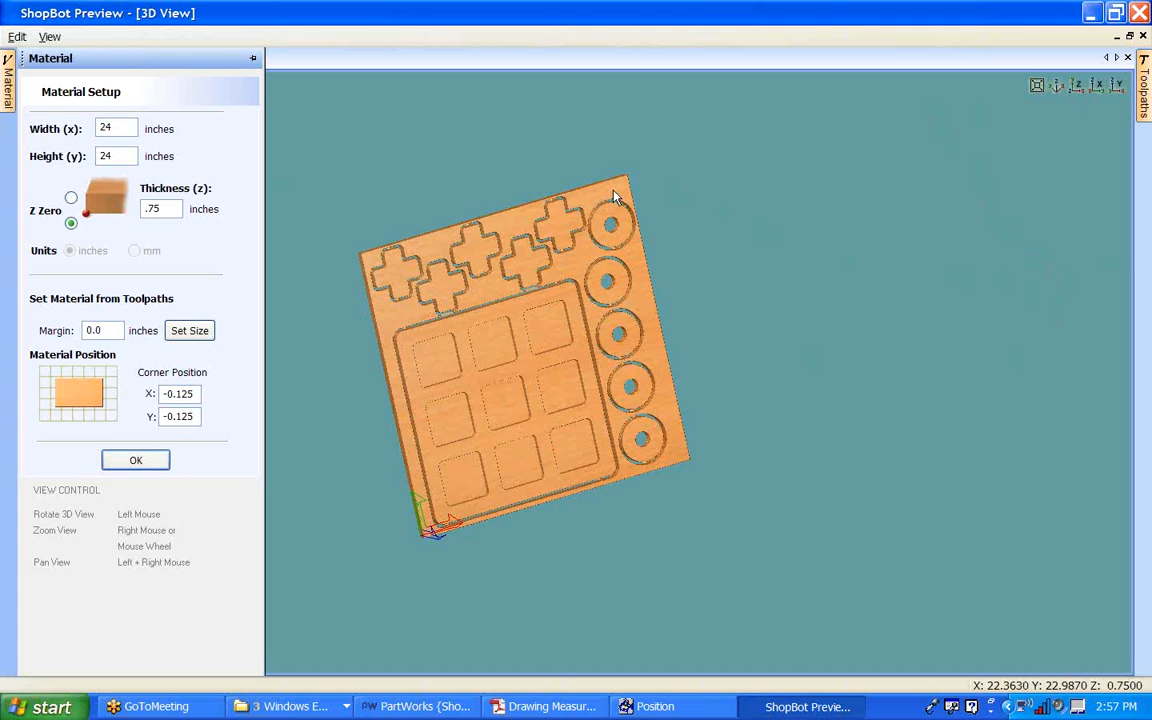 ShopBot Preview - [3D View]
Edit View
Material
Material
Toolpaths
Material Setup
Width (x): 24 inches
Height (y): 24 inches
Thickness (z):
Z Zero .75 inches
Units inches mm
Set Material from Toolpaths
Margin: 0.0 inches Set Size
Material Position
Corner Position
X: -0.125
Y: -0.125
OK
VIEW CONTROL
Rotate 3D View Left Mouse
Zoom View Right Mouse or
Mouse Wheel
Pan View Left + Right Mouse
X: 22.3630 Y: 22.9870 Z: 0.7500
start GoToMeeting 3 Windows E... PartWorks {Sho... Drawing Measur... Position ShopBot Previe... 2:57 PM